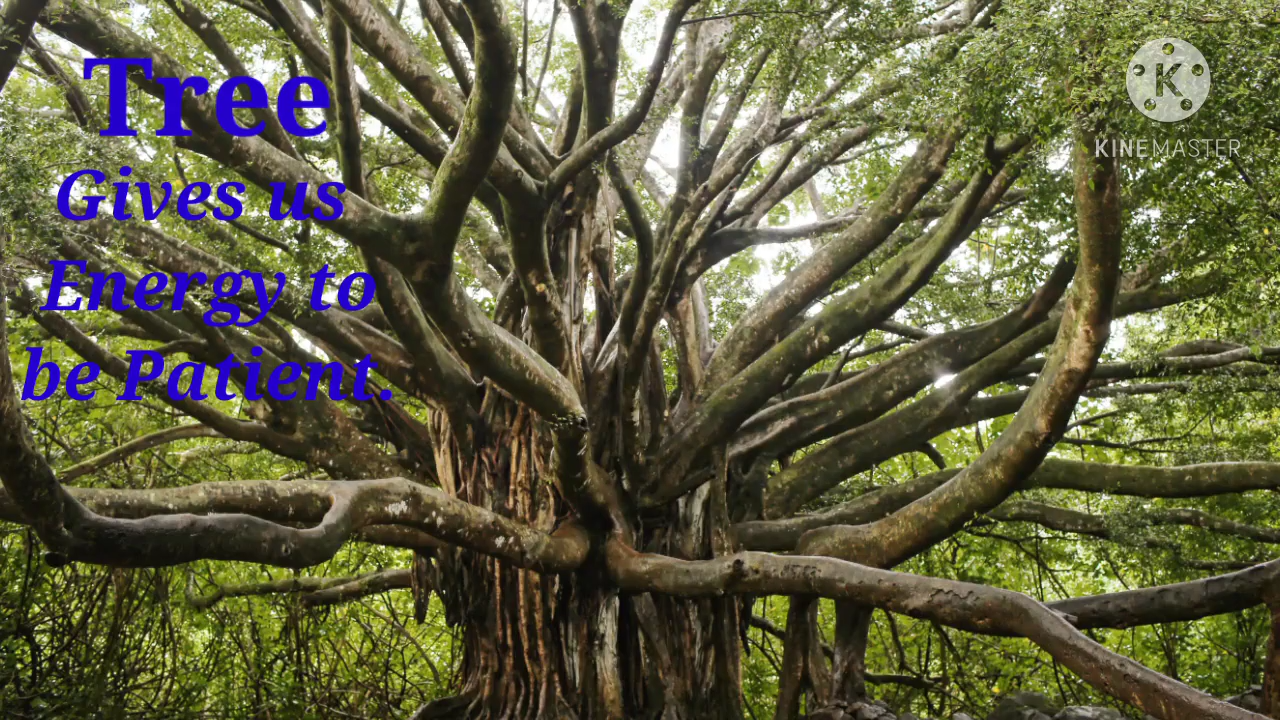 Tree
Gives us
Energy to
be Patient.
K
KINEMASTER